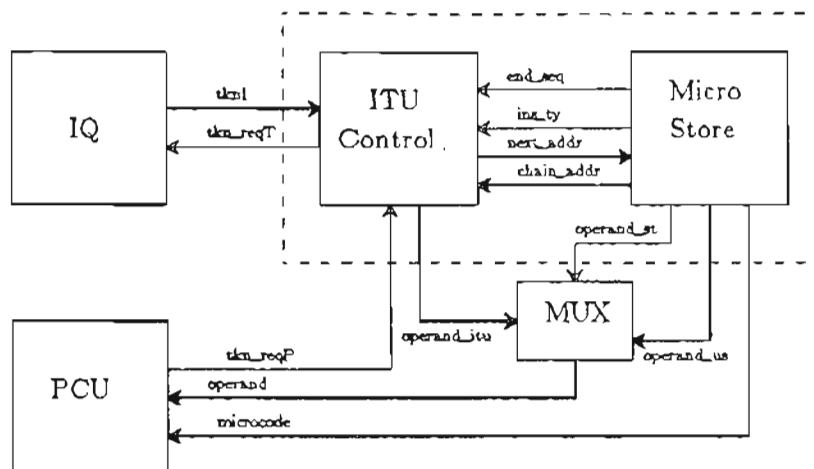 IQ
tknI
tkn_reqT
ITU
Control
end_seq
ins_ty
next_addr
chain_addr
Micro
Store
operand_st
MUX
operand_itu
operand_us
PCU
tkn_reqP
operand
microcode